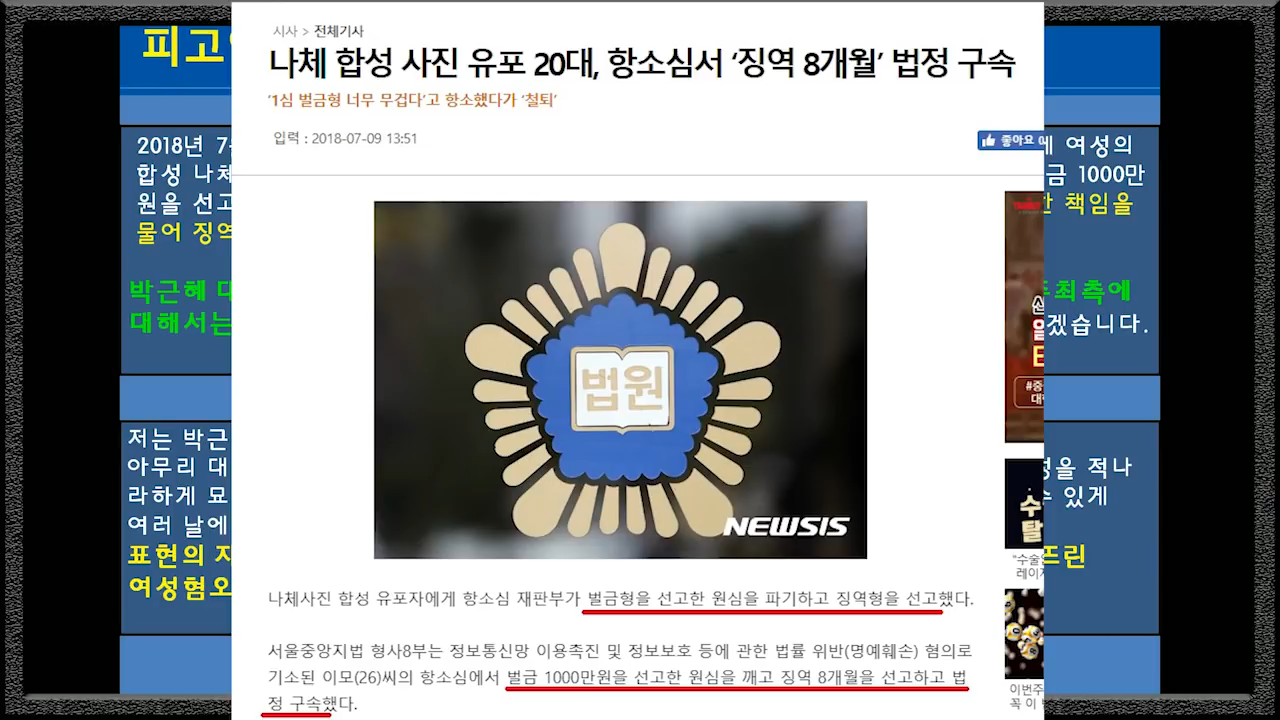 피고
시사 > 전체기사
나체 합성 사진 유포 20대, 항소심서 ‘징역 8개월’ 법정 구속
‘1심 벌금형 너무 무겁다’고 항소했다가 ‘철퇴’
입력 : 2018-07-09 13:51
좋아요
2018년 7
합성 나체
원을 선고
물어 징역
박근혜 대
대해서는
여성의
금 1000만
책임을
주최측에
겠습니다.
법원
NEWSIS
저는 박근
아무리 대
라하게 묘
여러 날에
표현의 자
여성혐오
성을 적나
수 있게
뜨린
나체사진 합성 유포자에게 항소심 재판부가 벌금형을 선고한 원심을 파기하고 징역형을 선고했다.
서울중앙지법 형사8부는 정보통신망 이용촉진 및 정보보호 등에 관한 법률 위반(명예훼손) 혐의로
기소된 이모(26)씨의 항소심에서 벌금 1000만원을 선고한 원심을 깨고 징역 8개월을 선고하고 법
정 구속했다.